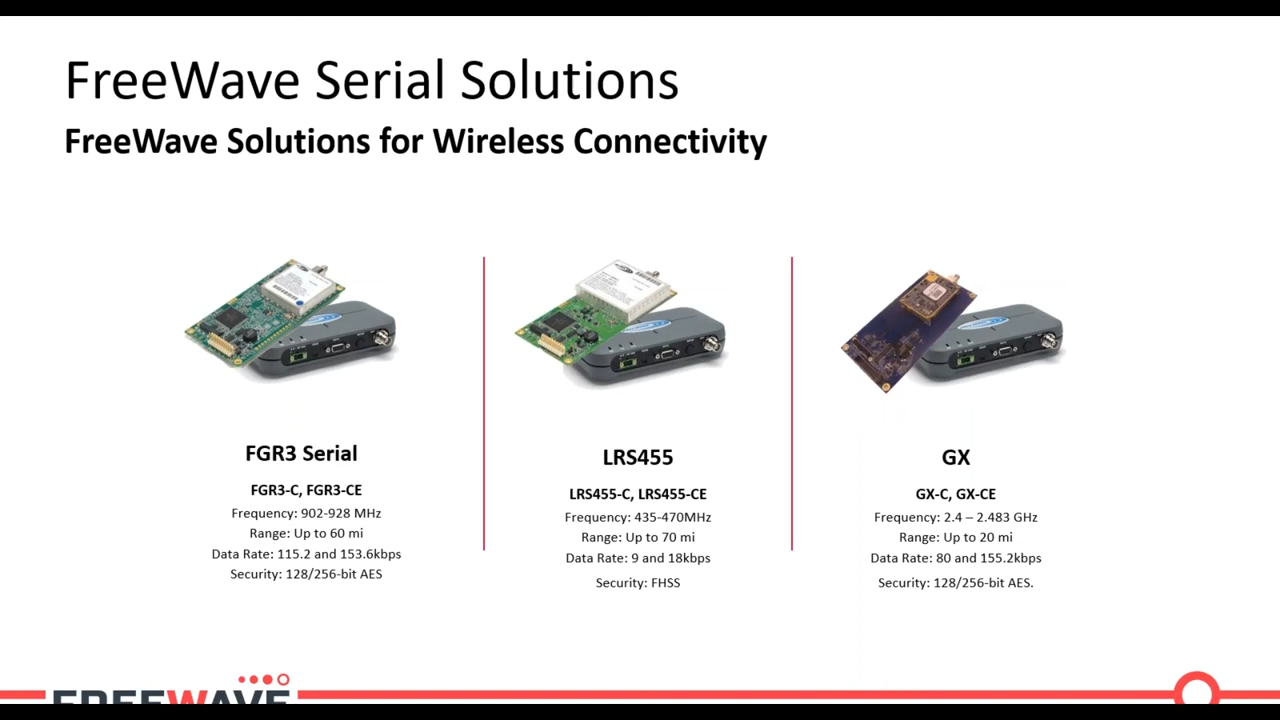 FreeWave Serial Solutions
FreeWave Solutions for Wireless Connectivity
FGR3 Serial
FGR3-C, FGR3-CE
Frequency: 902-928 MHz
Range: Up to 60 mi
Data Rate: 115.2 and 153.6kbps
Security: 128/256-bit AES
LRS455
LRS455-C, LRS455-CE
Frequency: 435-470MHz
Range: Up to 70 mi
Data Rate: 9 and 18kbps
Security: FHSS
GX
GX-C, GX-CE
Frequency: 2.4 – 2.483 GHz
Range: Up to 20 mi
Data Rate: 80 and 155.2kbps
Security: 128/256-bit AES.
FREEWAVE